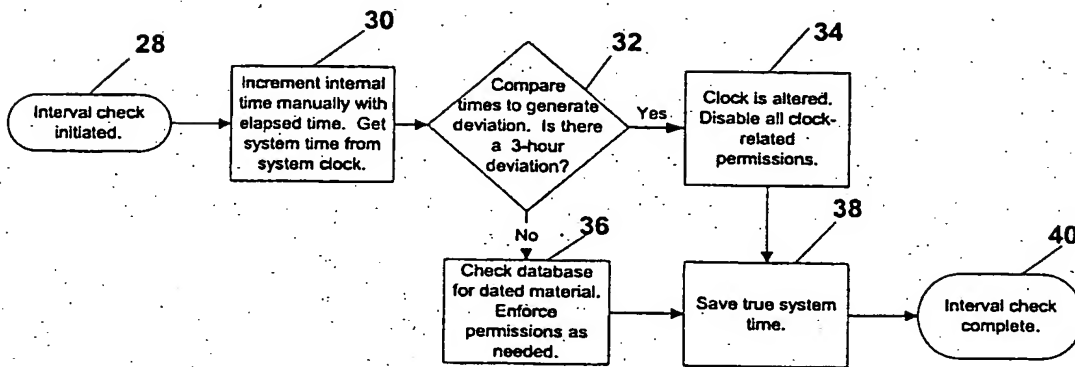 28
Interval check
initiated.
30
Increment internal
time manually with
elapsed time. Get
system time from
system clock.
32
Compare
times to generate
deviation. Is there
a 3-hour
deviation?
Yes
34
Clock is altered.
Disable all clock-
related
permissions.
No
36
Check database
for dated material.
Enforce
permissions as
needed.
38
Save true system
time.
40
Interval check
complete.